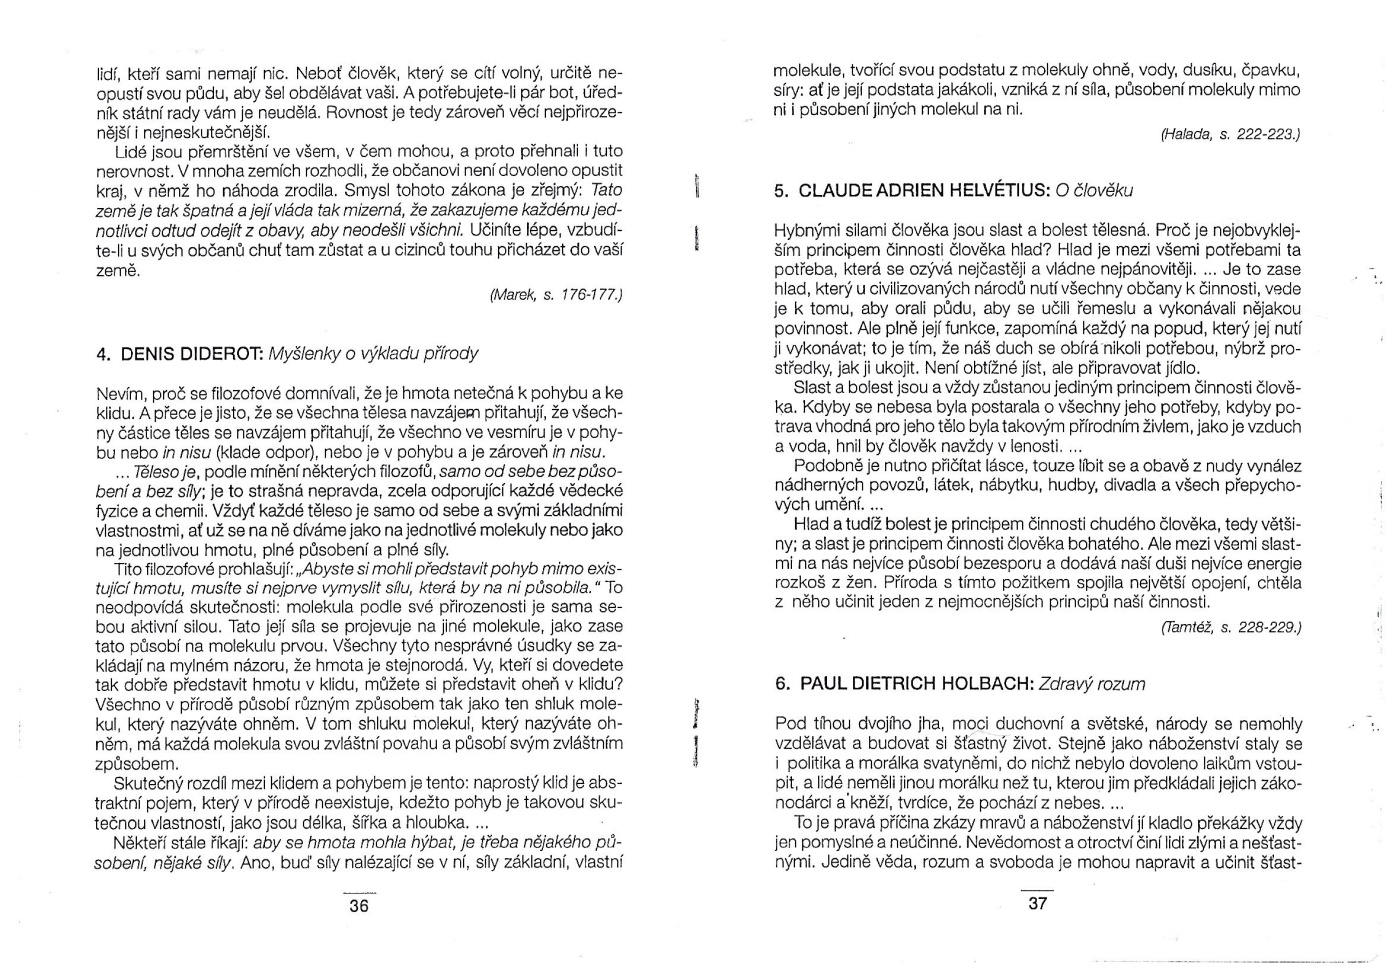 lidí, kteří sami nemají nic. Neboť člověk, který se cítí volný, určitě ne-
opustí svou půdu, aby šel obdělávat vaši. A potřebujete-li pár bot, úřed-
ník státní rady vám je neudělá. Rovnost je tedy zároveň věcí nejpřiroze-
nější i nejneskutečnější.
Lidé jsou přemrštění ve všem, v čem mohou, a proto přehnali i tuto
nerovnost. V mnoha zemích rozhodli, že občanovi není dovoleno opustit
kraj, v němž ho náhoda zrodila. Smysl tohoto zákona je zřejmý: Tato
země je tak špatná a její vláda tak mizerná, že zakazujeme každému jed-
notlivci odtud odejít z obavy, aby neodešli všichni. Učiníte lépe, vzbudí-
te-li u svých občanů chuť tam zůstat a u cizinců touhu přicházet do vaší
země.
(Marek, s. 176-177.)
4. DENIS DIDEROT: Myšlenky o výkladu přírody
Nevím, proč se filozofové domnívali, že je hmota netečná k pohybu a ke
klidu. A přece je jisto, že se všechna tělesa navzájem přitahují, že všech-
ny částice těles se navzájem přitahují, že všechno ve vesmíru je v pohy-
bu nebo in nisu (klade odpor), nebo je v pohybu a je zároveň in nisu.
... Těleso je, podle mínění některých filozofů, samo od sebe bez půso-
bení a bez síly; je to strašná nepravda, zcela odporující každé vědecké
fyzice a chemii. Vždyť každé těleso je samo od sebe a svými základními
vlastnostmi, ať už se na ně díváme jako na jednotlivé molekuly nebo jako
na jednotlivou hmotu, plné působení a plné síly.
Tito filozofové prohlašují: „Abyste si mohli představit pohyb mimo exis-
tující hmotu, musíte si nejprve vymyslit sílu, která by na ni působila." To
neodpovídá skutečnosti: molekula podle své přirozenosti je sama se-
bou aktivní silou. Tato její síla se projevuje na jiné molekule, jako zase
tato působí na molekulu prvou. Všechny tyto nesprávné úsudky se za-
kládají na mylném názoru, že hmota je stejnorodá. Vy, kteří si dovedete
tak dobře představit hmotu v klidu, můžete si představit oheň v klidu?
Všechno v přírodě působí různým způsobem tak jako ten shluk mole-
kul, který nazýváte ohněm. V tom shluku molekul, který nazýváte oh-
něm, má každá molekula svou zvláštní povahu a působí svým zvláštním
způsobem.
Skutečný rozdíl mezi klidem a pohybem je tento: naprostý klid je abs-
traktní pojem, který v přírodě neexistuje, kdežto pohyb je takovou sku-
tečnou vlastností, jako jsou délka, šířka a hloubka. ...
Někteří stále říkají: aby se hmota mohla hýbat, je třeba nějakého pů-
sobení, nějaké síly. Ano, buď síly nalézající se v ní, síly základní, vlastní
36
molekule, tvořící svou podstatu z molekuly ohně, vody, dusíku, čpavku,
síry: ať je její podstata jakákoli, vzniká z ní síla, působení molekuly mimo
ni i působení jiných molekul na ni.
(Halada, s. 222-223.)
5. CLAUDE ADRIEN HELVÉTIUS: O člověku
Hybnými silami člověka jsou slast a bolest tělesná. Proč je nejobvyklej-
ším principem činnosti člověka hlad? Hlad je mezi všemi potřebami ta
potřeba, která se ozývá nejčastěji a vládne nejpánovitěji. ... Je to zase
hlad, který u civilizovaných národů nutí všechny občany k činnosti, vede
je k tomu, aby orali půdu, aby se učili řemeslu a vykonávali nějakou
povinnost. Ale plně její funkce, zapomíná každý na popud, který jej nutí
ji vykonávat; to je tím, že náš duch se obírá nikoli potřebou, nýbrž pro-
středky, jak ji ukojit. Není obtížné jíst, ale připravovat jídlo.
Slast a bolest jsou a vždy zůstanou jediným principem činnosti člově-
ka. Kdyby se nebesa byla postarala o všechny jeho potřeby, kdyby po-
trava vhodná pro jeho tělo byla takovým přírodním živlem, jako je vzduch
a voda, hnil by člověk navždy v lenosti. ...
Podobně je nutno přičítat lásce, touze líbit se a obavě z nudy vynález
nádherných povozů, látek, nábytku, hudby, divadla a všech přepycho-
vých umění. ...
Hlad a tudíž bolest je principem činnosti chudého člověka, tedy větši-
ny; a slast je principem činnosti člověka bohatého. Ale mezi všemi slast-
mi na nás nejvíce působí bezesporu a dodává naší duši nejvíce energie
rozkoš z žen. Příroda s tímto požitkem spojila největší opojení, chtěla
z něho učinit jeden z nejmocnějších principů naší činnosti.
(Tamtéž, s. 228-229.)
6. PAUL DIETRICH HOLBACH: Zdravý rozum
Pod tíhou dvojího jha, moci duchovní a světské, národy se nemohly
vzdělávat a budovat si šťastný život. Stejně jako náboženství staly se
i politika a morálka svatyněmi, do nichž nebylo dovoleno laikům vstou-
pit, a lidé neměli jinou morálku než tu, kterou jim předkládali jejich záko-
nodárci a kněží, tvrdíce, že pochází z nebes. ...
To je pravá příčina zkázy mravů a náboženství jí kladlo překážky vždy
jen pomyslné a neúčinné. Nevědomost a otroctví činí lidi zlými a nešťast-
nými. Jedině věda, rozum a svoboda je mohou napravit a učinit šťast-
37